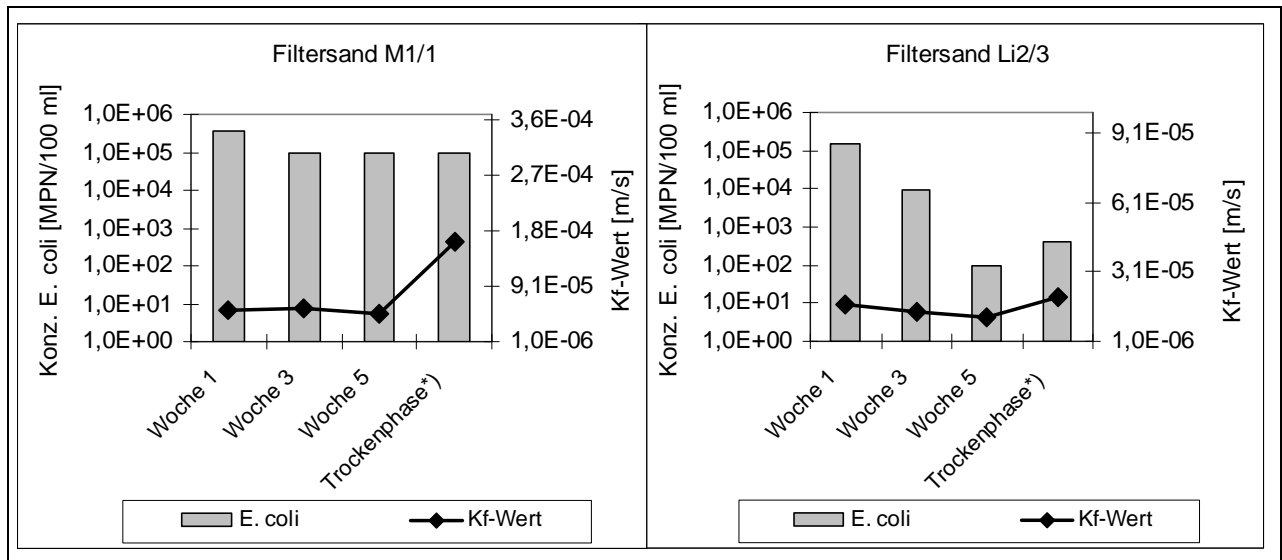 Filtersand M1/1
Konz. E. coli [MPN/100 ml]
1,0E+06
1,0E+05
1,0E+04
1,0E+03
1,0E+02
1,0E+01
1,0E+00
3,6E-04
2,7E-04
1,8E-04
9,1E-05
1,0E-06
Kf-Wert [m/s]
Woche 1
Woche 3
Woche 5
Trockenphase*)
E. coli
Kf-Wert
Filtersand Li2/3
Konz. E. coli [MPN/100 ml]
1,0E+06
1,0E+05
1,0E+04
1,0E+03
1,0E+02
1,0E+01
1,0E+00
9,1E-05
6,1E-05
3,1E-05
1,0E-06
Kf-Wert [m/s]
Woche 1
Woche 3
Woche 5
Trockenphase*)
E. coli
Kf-Wert